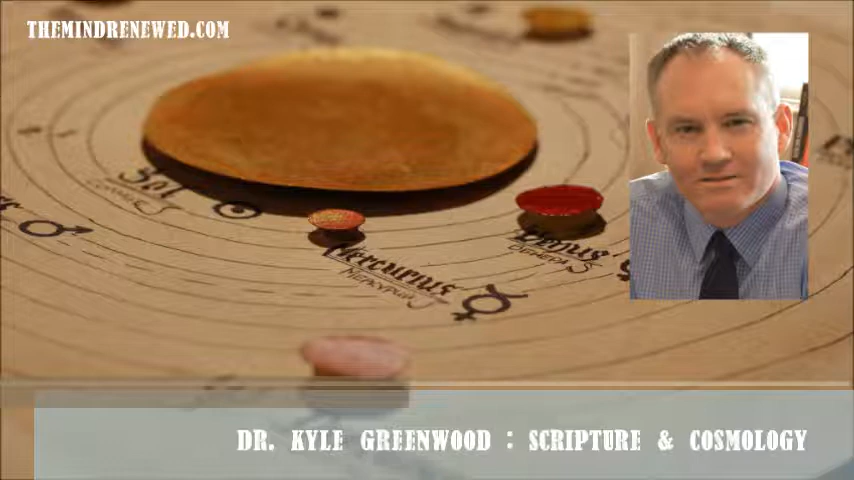 THEMINDRENEWED.COM
Sol
Mercurius
Venus
DR. KYLE GREENWOOD : SCRIPTURE & COSMOLOGY